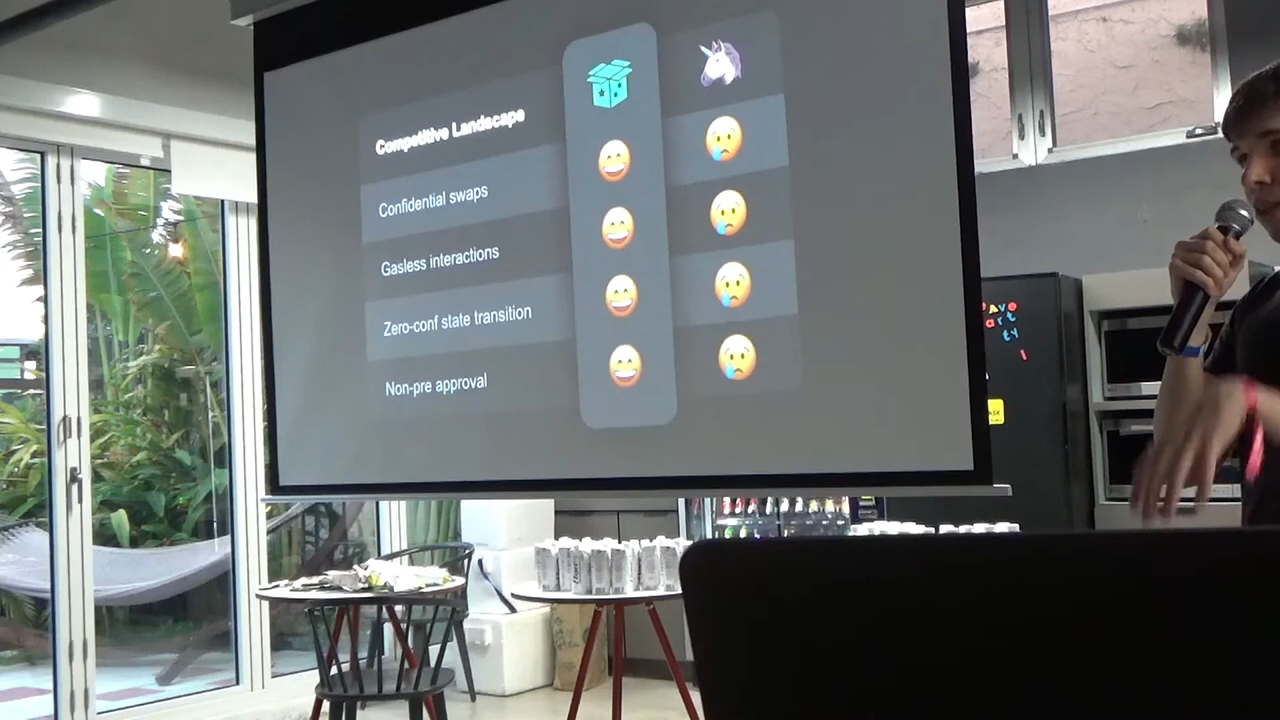 Competitive Landscape
Confidential swaps
Gasless interactions
Zero-conf state transition
Non-pre approval